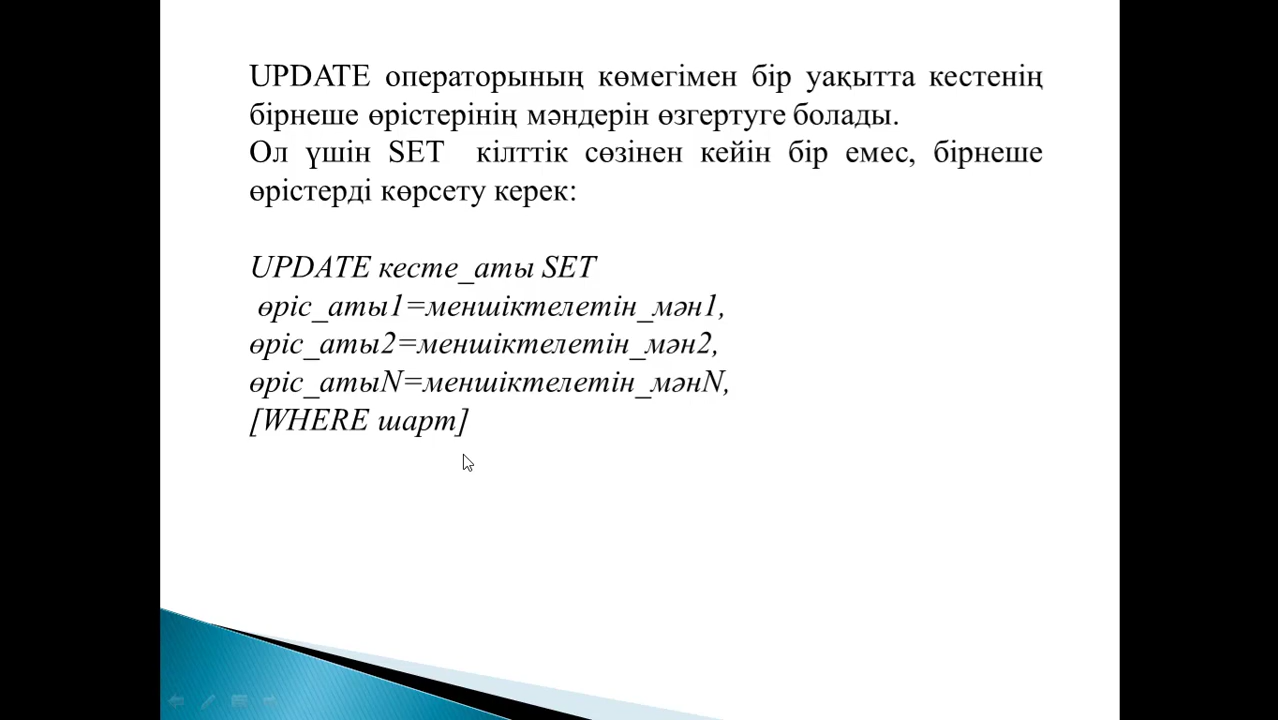 UPDATE операторының көмегімен бір уақытта кестенің
бірнеше өрістерінің мәндерін өзгертуге болады.
Ол үшін SET кілттік сөзінен кейін бір емес, бірнеше
өрістерді көрсету керек:
UPDATE кесте_аты SET
өріс_аты1=меншіктелетін_мән1,
өріс_аты2=меншіктелетін_мән2,
өріс_атыN=меншіктелетін_мәнN,
[WHERE шарт]